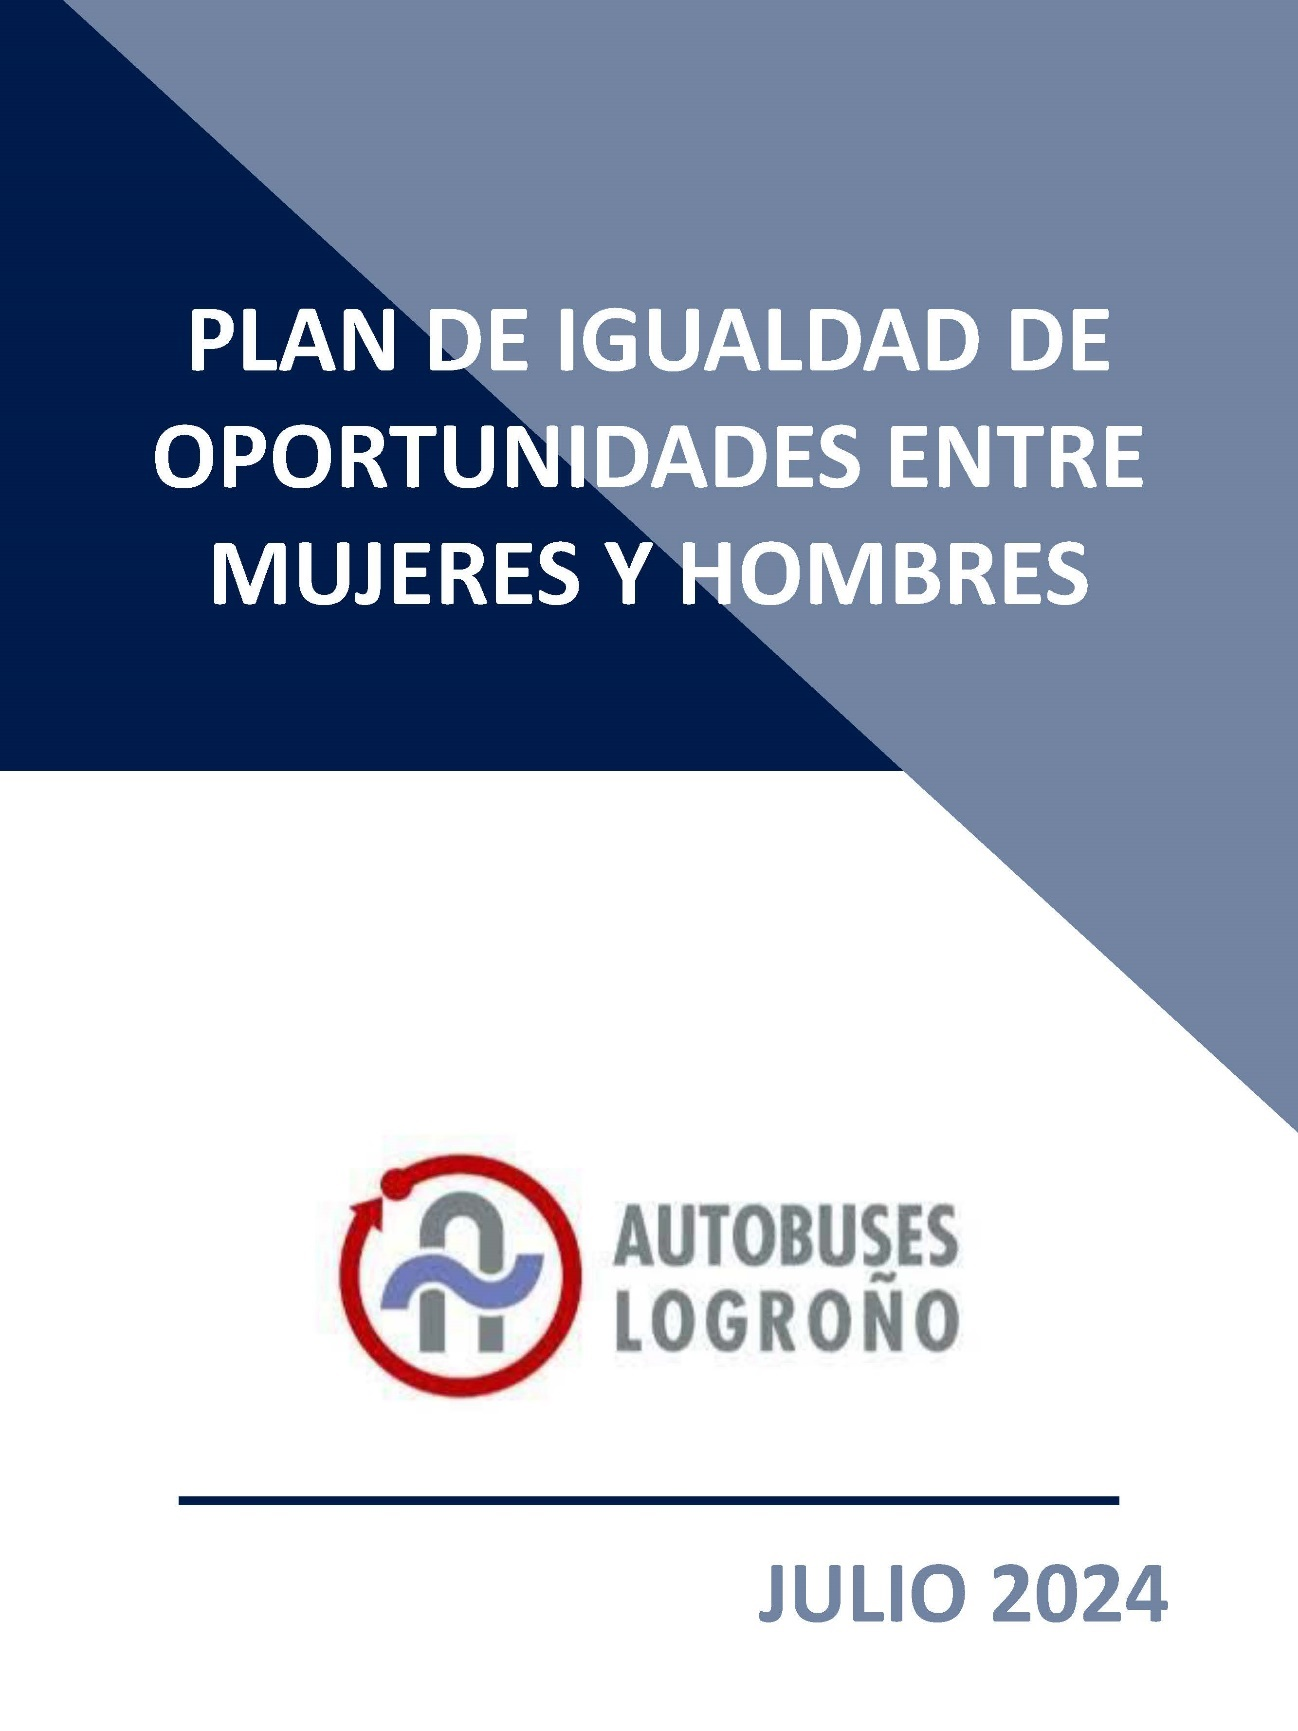 PLAN DE IGUALDAD DE
OPORTUNIDADES ENTRE
MUJERES Y HOMBRES
AUTOBUSES
LOGROÑO
JULIO 2024